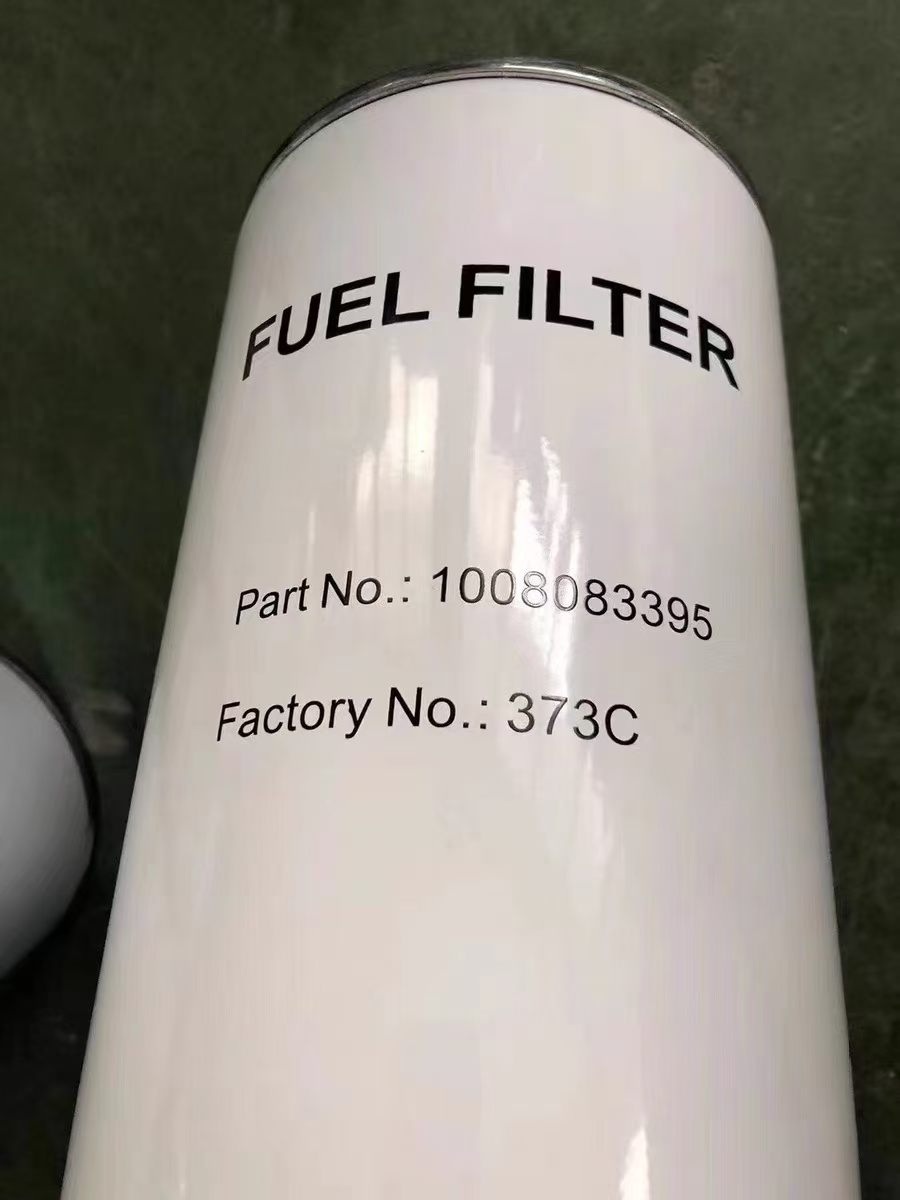 FUEL FILTER
Part No.: 1008083395
Factory No.: 373C